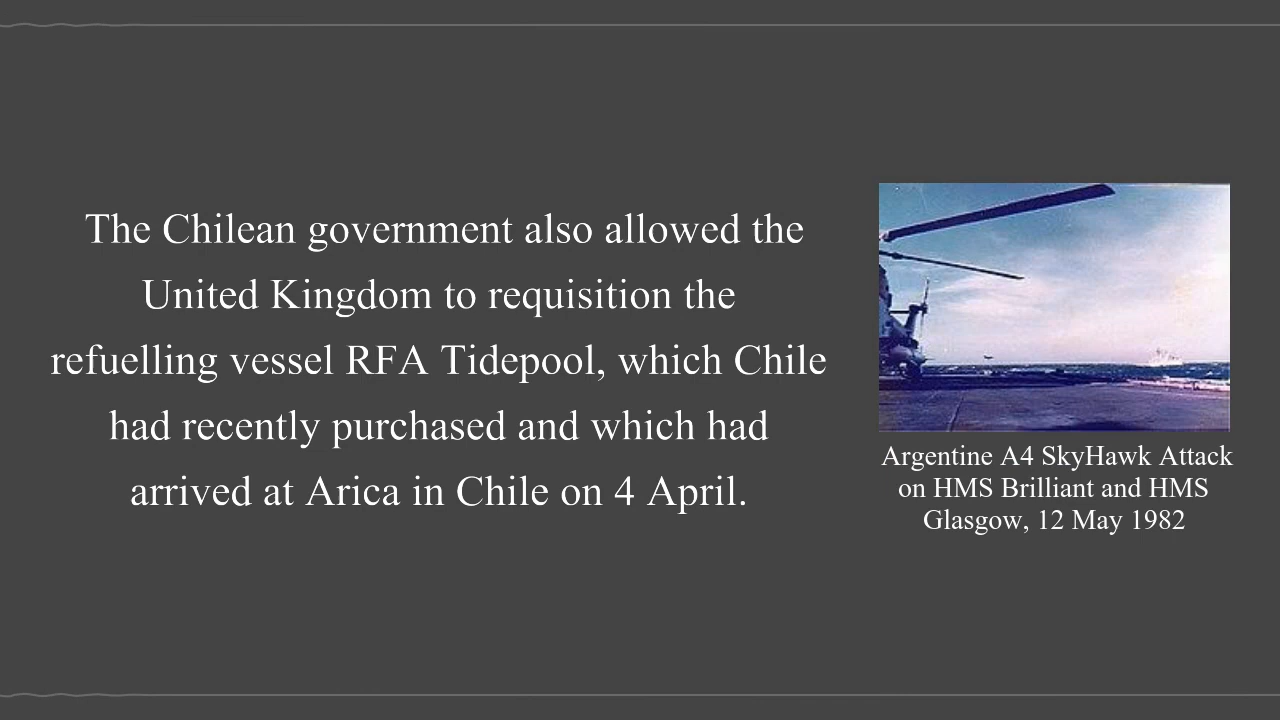 The Chilean government also allowed the
United Kingdom to requisition the
refuelling vessel RFA Tidepool, which Chile
had recently purchased and which had
arrived at Arica in Chile on 4 April.
Argentine A4 SkyHawk Attack
on HMS Brilliant and HMS
Glasgow, 12 May 1982